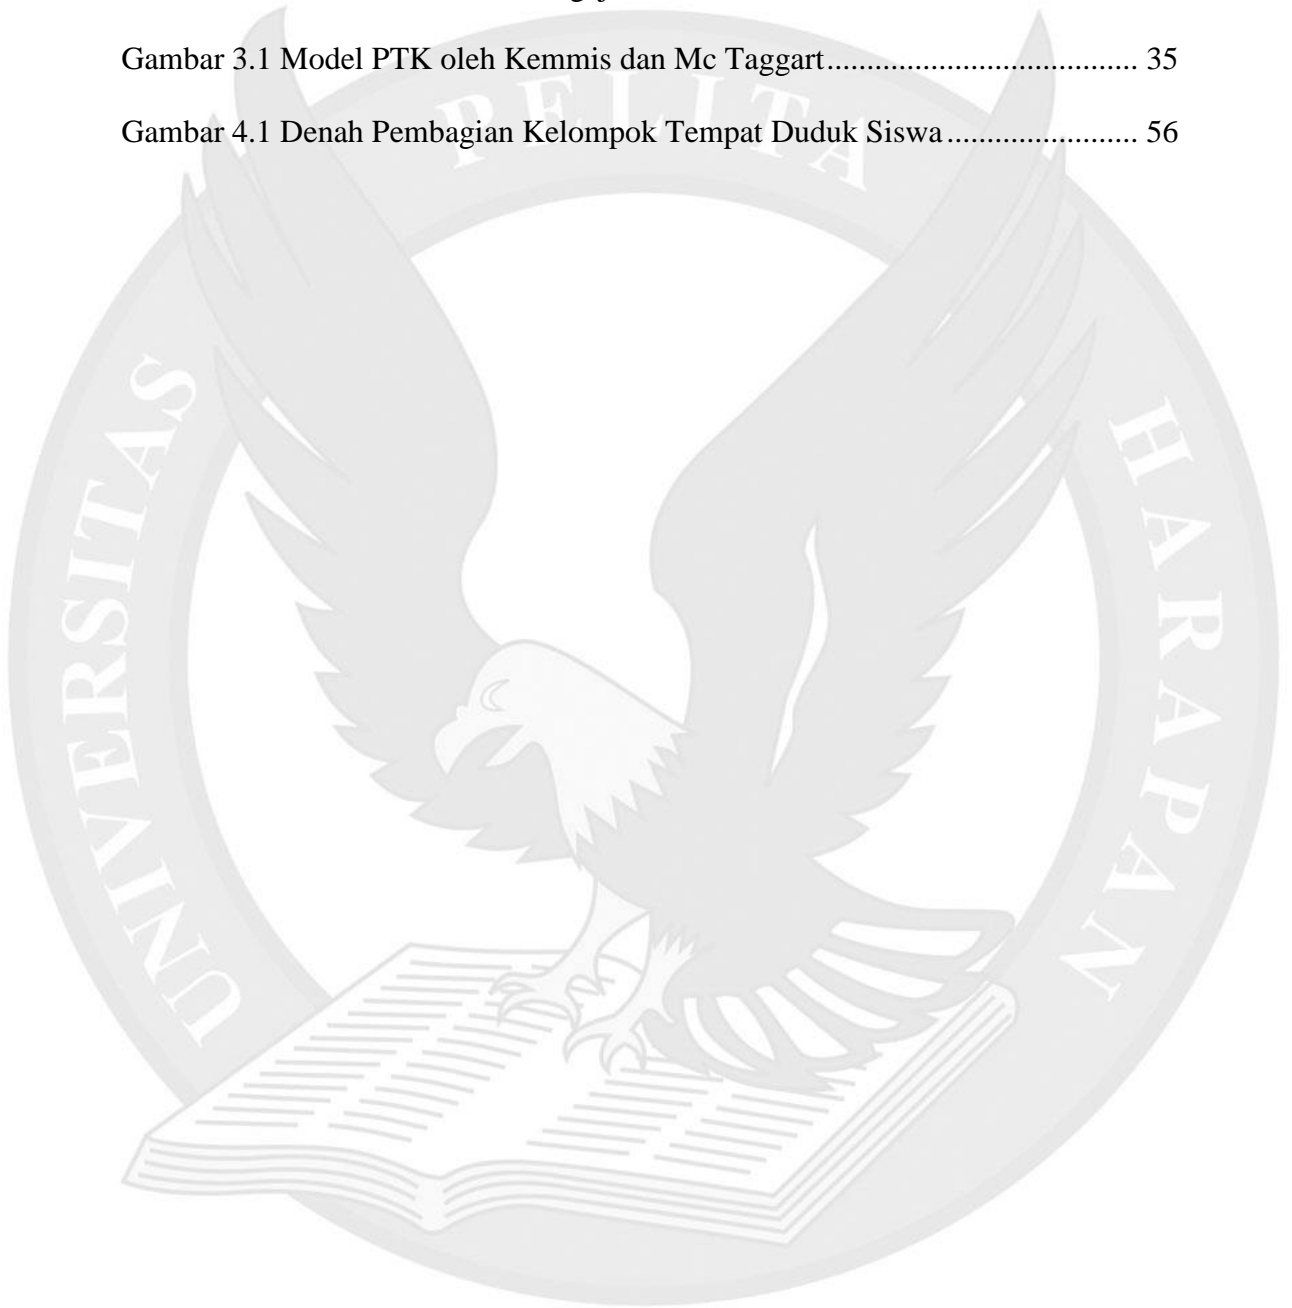 Gambar 3.1 Model PTK oleh Kemmis dan Mc Taggart.................................... 35
Gambar 4.1 Denah Pembagian Kelompok Tempat Duduk Siswa........................ 56
UNIVERSITAS PELITA HARAPAN